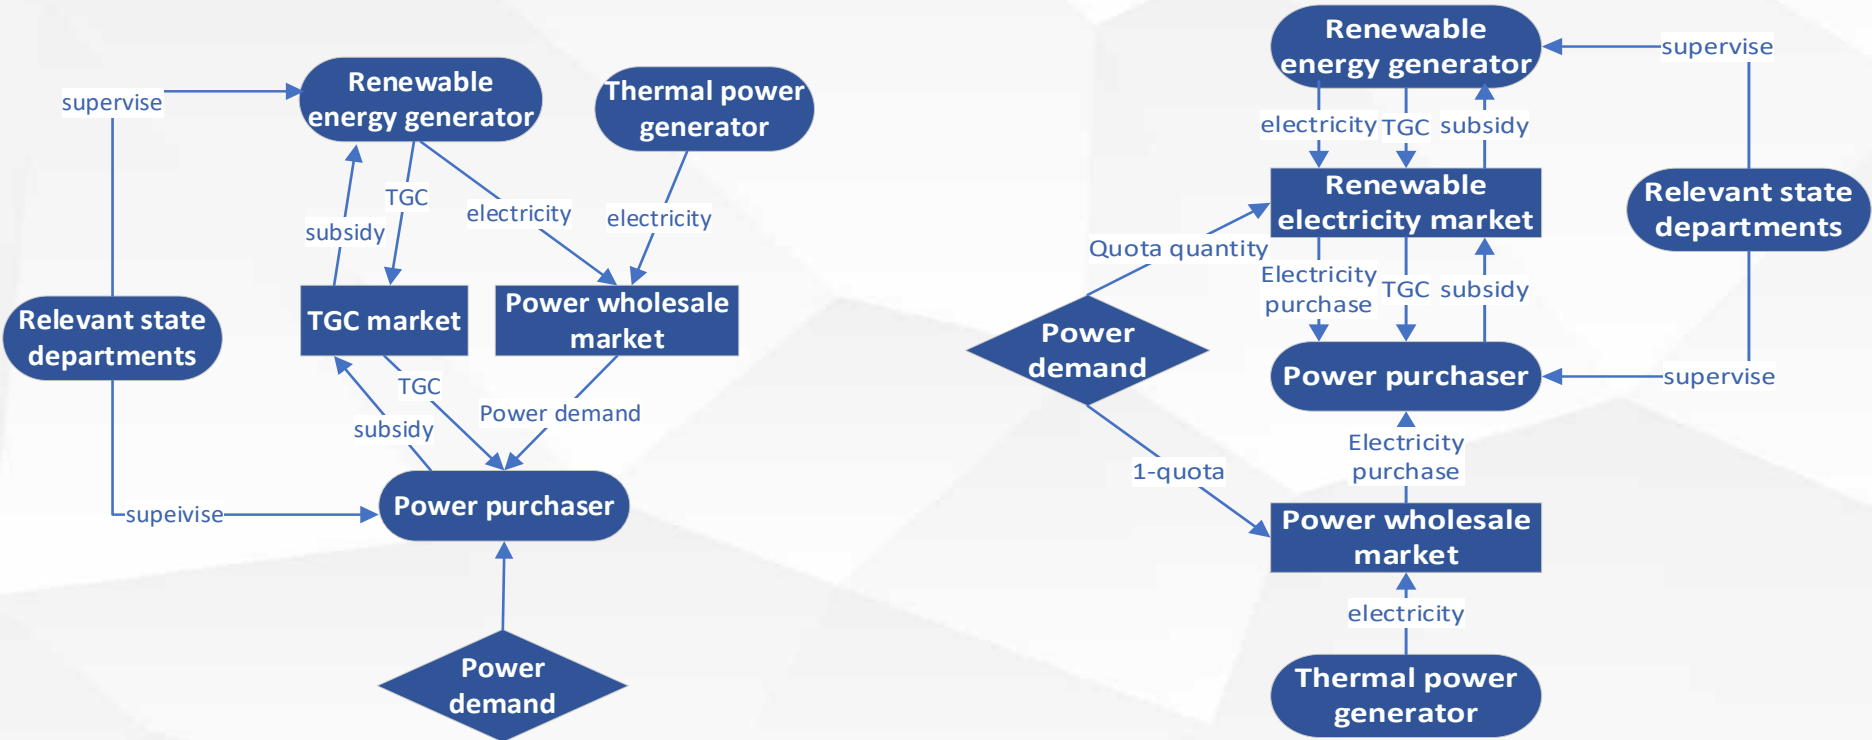 Renewable
energy generator
Thermal power
generator
supervise
TGC
subsidy
electricity
electricity
Relevant state
departments
TGC market
Power wholesale
market
TGC
subsidy
Power demand
supeivise
Power purchaser
Power
demand
Renewable
energy generator
supervise
electricity
TGC
subsidy
Renewable
electricity market
Relevant state
departments
Quota quantity
Electricity
purchase
TGC
subsidy
Power
demand
Power purchaser
supervise
1-quota
Electricity
purchase
Power wholesale
market
electricity
Thermal power
generator